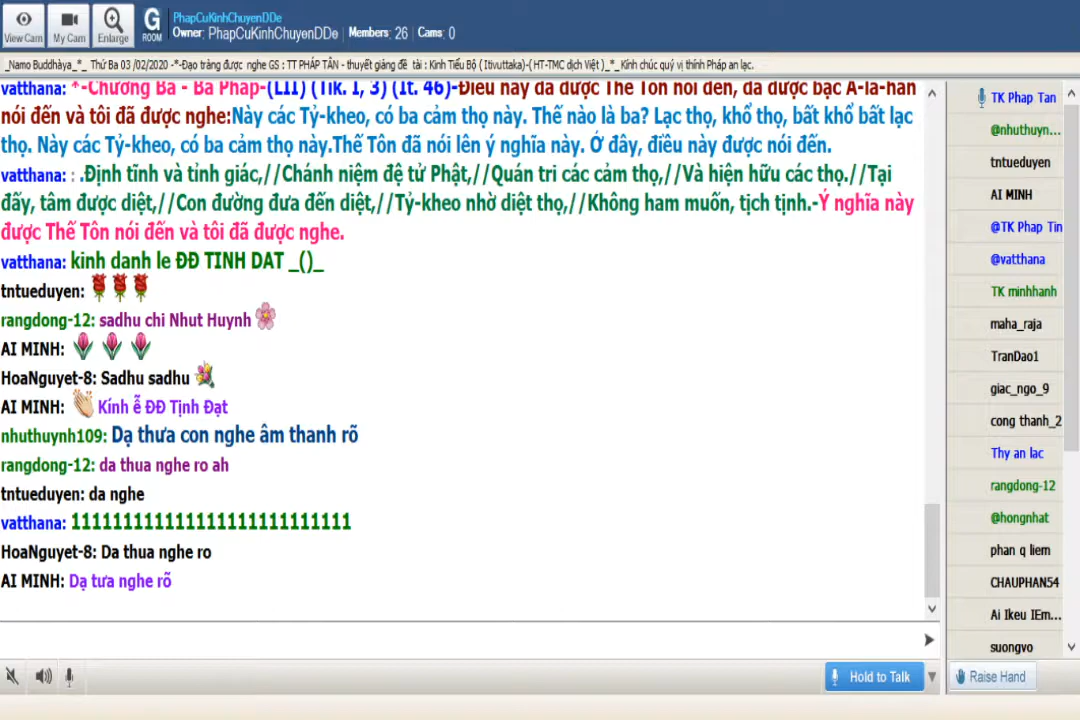 View Cam
My Cam
Enlarge
G
ROOM
PhapCuKinhChuyenDDe
Owner: PhapCuKinhChuyenDDe | Members: 26 | Cams: 0
_Namo Buddhàya_*_ Thứ Ba 03 /02/2020 -*-Đạo tràng được nghe GS : TT PHÁP TÂN - thuyết giảng đề tài : Kinh Tiểu Bộ ( Itivuttaka)-( HT-TMC dịch Việt )_*_Kính chúc quý vị thính Pháp an lạc.
vatthana: *-Chương Ba - Ba Pháp-(LII) (Tik. 1, 3) (It. 46)-Điều này đã được Thế Tôn nói đến, đã được bậc A-la-hán
nói đến và tôi đã được nghe:Này các Tỷ-kheo, có ba cảm thọ này. Thế nào là ba? Lạc thọ, khổ thọ, bất khổ bất lạc
thọ. Này các Tỷ-kheo, có ba cảm thọ này.Thế Tôn đã nói lên ý nghĩa này. Ở đây, điều này được nói đến.
vatthana: : .Định tĩnh và tỉnh giác,//Chánh niệm đệ tử Phật,//Quán tri các cảm thọ,//Và hiện hữu các thọ.//Tại
đấy, tâm được diệt,//Con đường đưa đến diệt,//Tỷ-kheo nhờ diệt thọ,//Không ham muốn, tịch tịnh.-Ý nghĩa này
được Thế Tôn nói đến và tôi đã được nghe.
vatthana: kinh danh le ĐĐ TINH DAT _()_
tntueduyen:
rangdong-12: sadhu chi Nhut Huynh
AI MINH:
HoaNguyet-8: Sadhu sadhu
AI MINH: Kính ễ ĐĐ Tịnh Đạt
nhuthuynh109: Dạ thưa con nghe âm thanh rõ
rangdong-12: da thua nghe ro ah
tntueduyen: da nghe
vatthana: 1111111111111111111111111111
HoaNguyet-8: Da thua nghe ro
AI MINH: Dạ tưa nghe rõ
TK Phap Tan
@nhuthuyn...
tntueduyen
AI MINH
@TK Phap Tin
@vatthana
TK minhhanh
maha_raja
TranDao1
giac_ngo_9
cong thanh_2
Thy an lac
rangdong-12
@hongnhat
phan q liem
CHAUPHAN54
Ai Ikeu IEm...
suongvo
Hold to Talk
Raise Hand